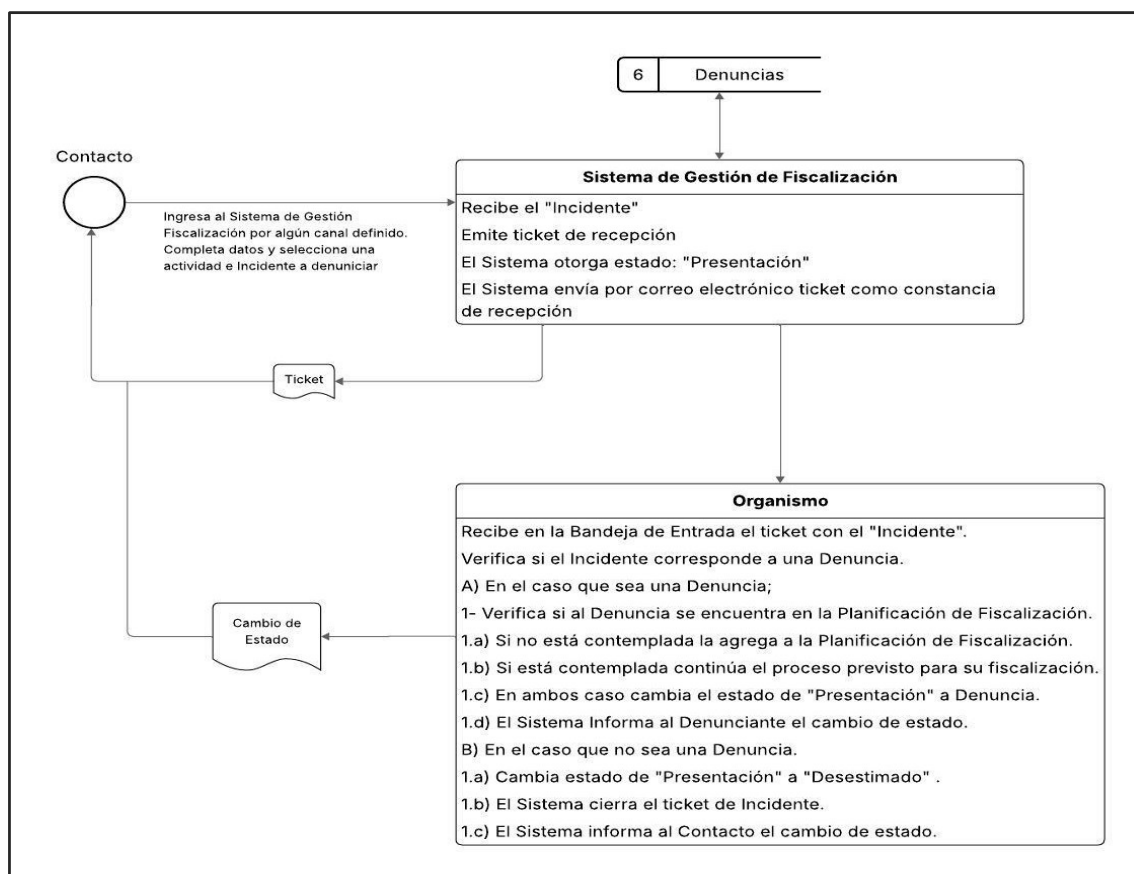 6 Denuncias
Contacto
Ingresa al Sistema de Gestión
Fiscalización por algún canal definido.
Completa datos y selecciona una
actividad e Incidente a denuniciar
Sistema de Gestión de Fiscalización
Recibe el "Incidente"
Emite ticket de recepción
El Sistema otorga estado: "Presentación"
El Sistema envía por correo electrónico ticket como constancia
de recepción
Ticket
Organismo
Recibe en la Bandeja de Entrada el ticket con el "Incidente".
Verifica si el Incidente corresponde a una Denuncia.
A) En el caso que sea una Denuncia;
1- Verifica si al Denuncia se encuentra en la Planificación de Fiscalización.
1.a) Si no está contemplada la agrega a la Planificación de Fiscalización.
1.b) Si está contemplada continúa el proceso previsto para su fiscalización.
1.c) En ambos caso cambia el estado de "Presentación" a Denuncia.
1.d) El Sistema Informa al Denunciante el cambio de estado.
B) En el caso que no sea una Denuncia.
1.a) Cambia estado de "Presentación" a "Desestimado" .
1.b) El Sistema cierra el ticket de Incidente.
1.c) El Sistema informa al Contacto el cambio de estado.
Cambio de
Estado